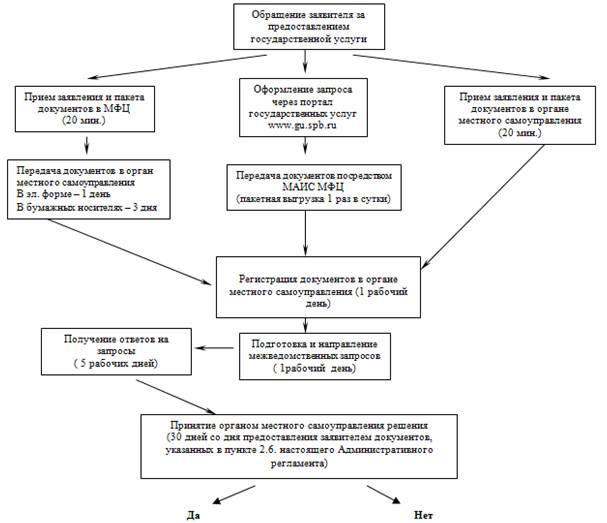 Обращение заявителя за
предоставлением
государственной услуги
Прием заявления и пакета
документов в МФЦ
(20 мин.)
Оформление запроса
через портал
государственных услуг
www.gu.spb.ru
Прием заявления и пакета
документов в органе
местного самоуправления
(20 мин.)
Передача документов в орган
местного самоуправления
В эл. форме – 1 день
В бумажных носителях – 3 дня
Передача документов посредством
МАИС МФЦ
(пакетная выгрузка 1 раз в сутки)
Регистрация документов в органе
местного самоуправления (1 рабочий
день)
Получение ответов на
запросы
( 5 рабочих дней)
Подготовка и направление
межведомственных запросов
( 1рабочий день)
Принятие органом местного самоуправления решения
(30 дней со дня предоставления заявителем документов,
указанных в пункте 2.6. настоящего Административного
регламента)
Да
Нет